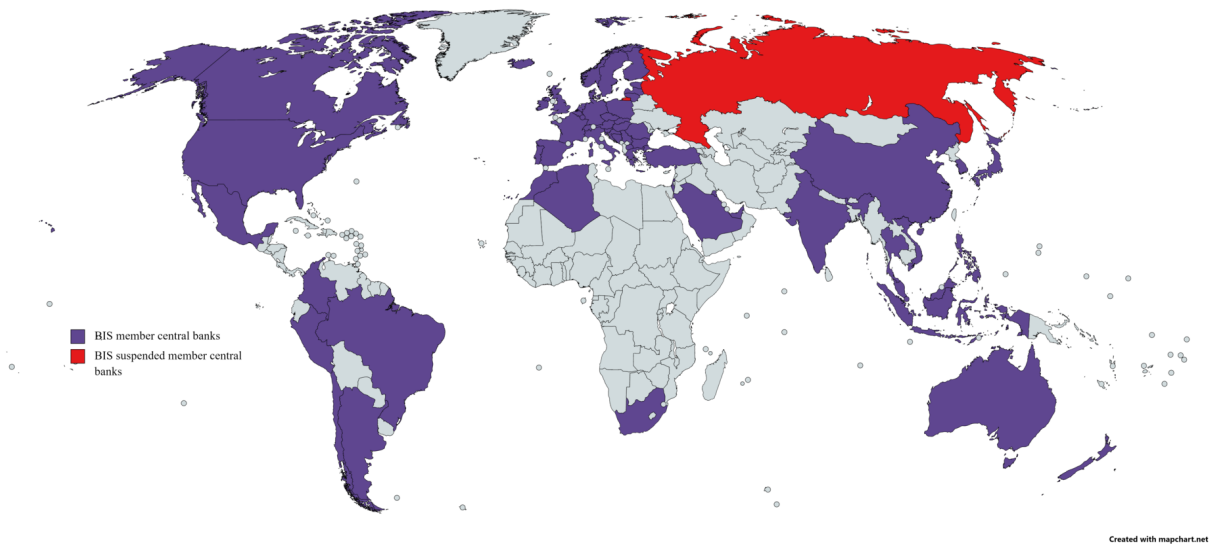 BIS member central banks
BIS suspended member central
banks
Created with mapchart.net